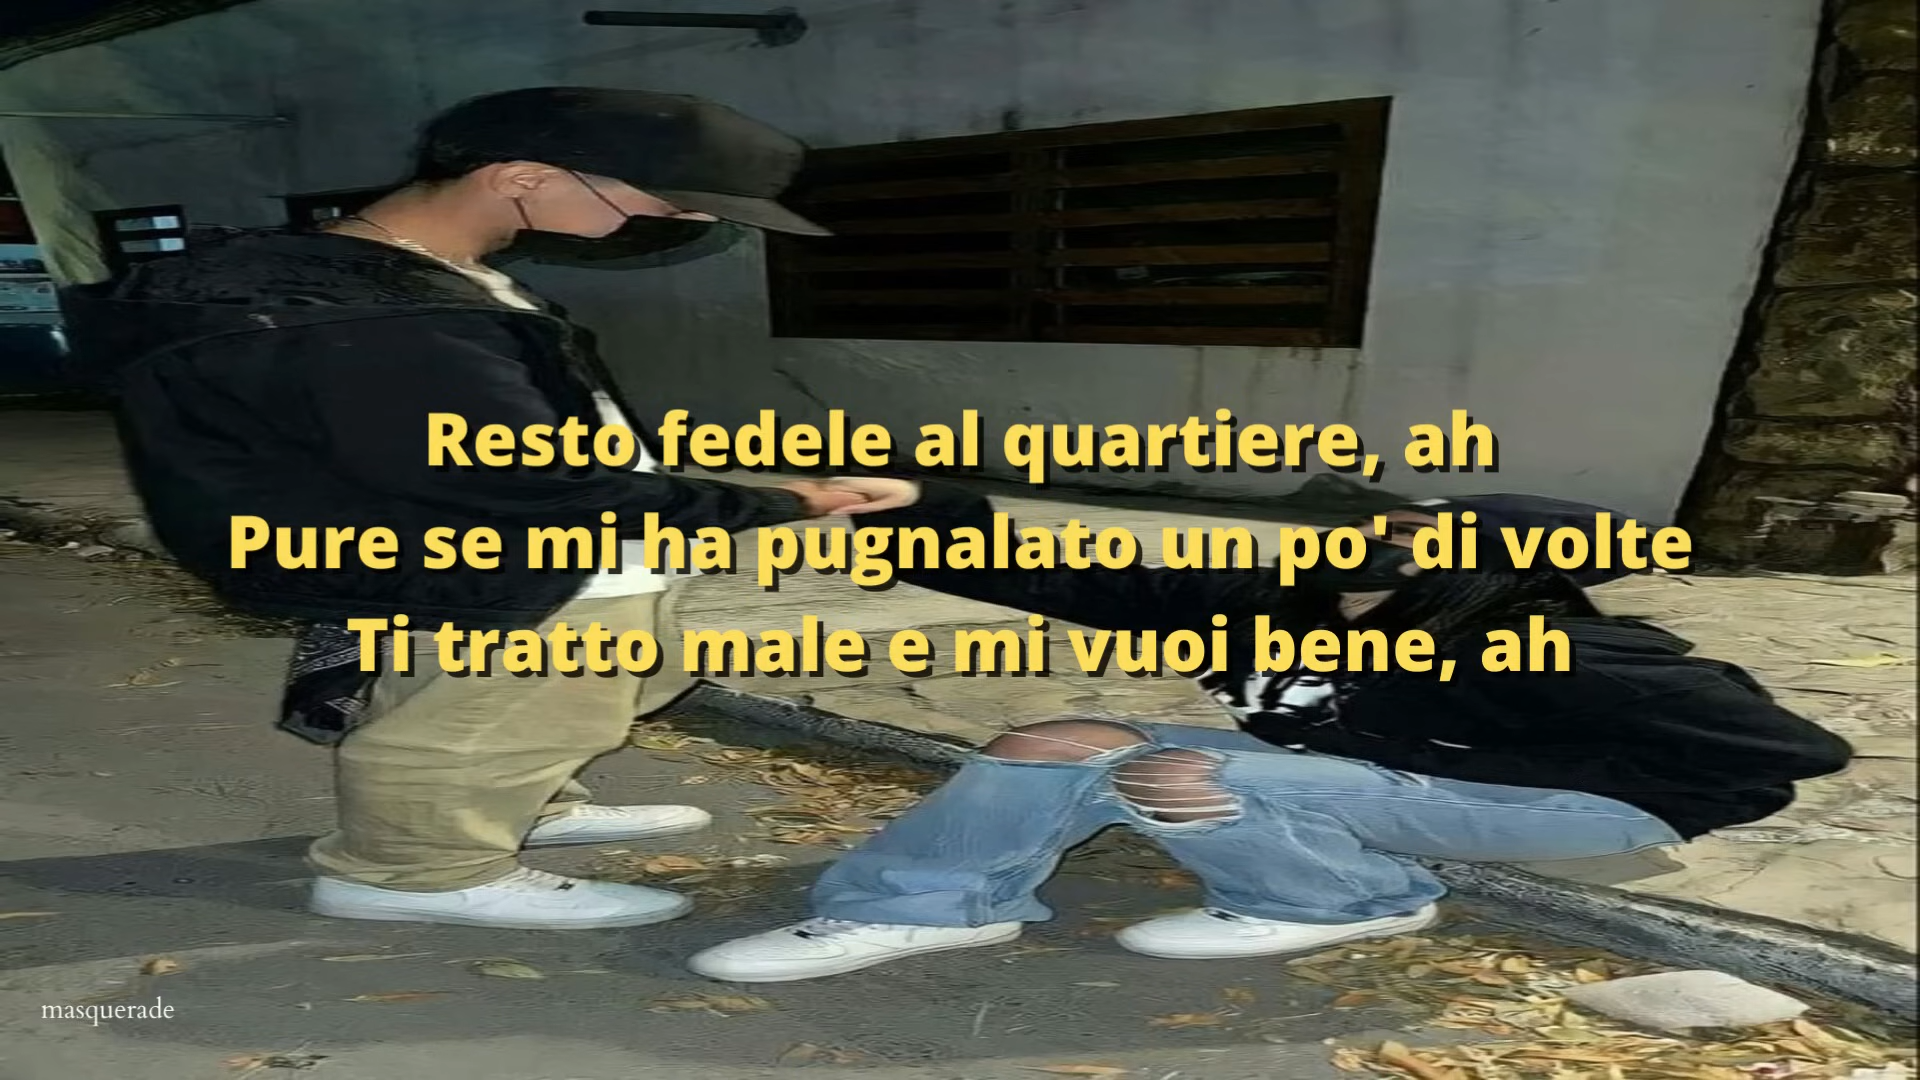 Resto fedele al quartiere, ah
Pure se mi ha pugnalato un po' di volte
Ti tratto male e mi vuoi bene, ah
masquerade